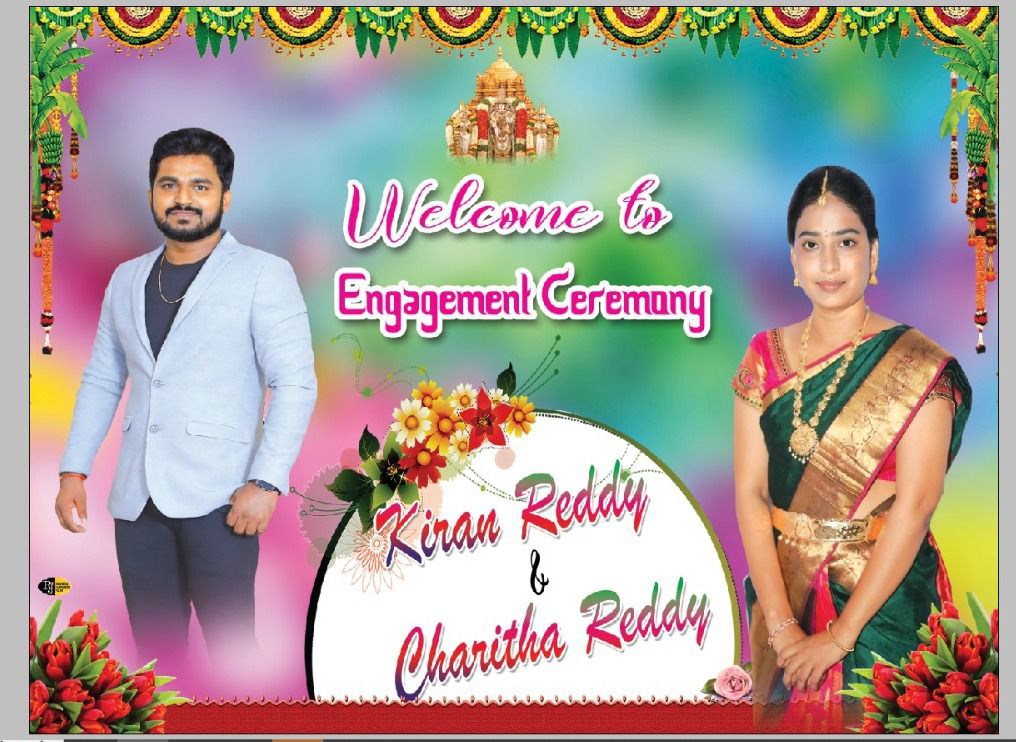 Welcome to
Engagement Ceremony
Kiran Reddy
&
Charitha Reddy